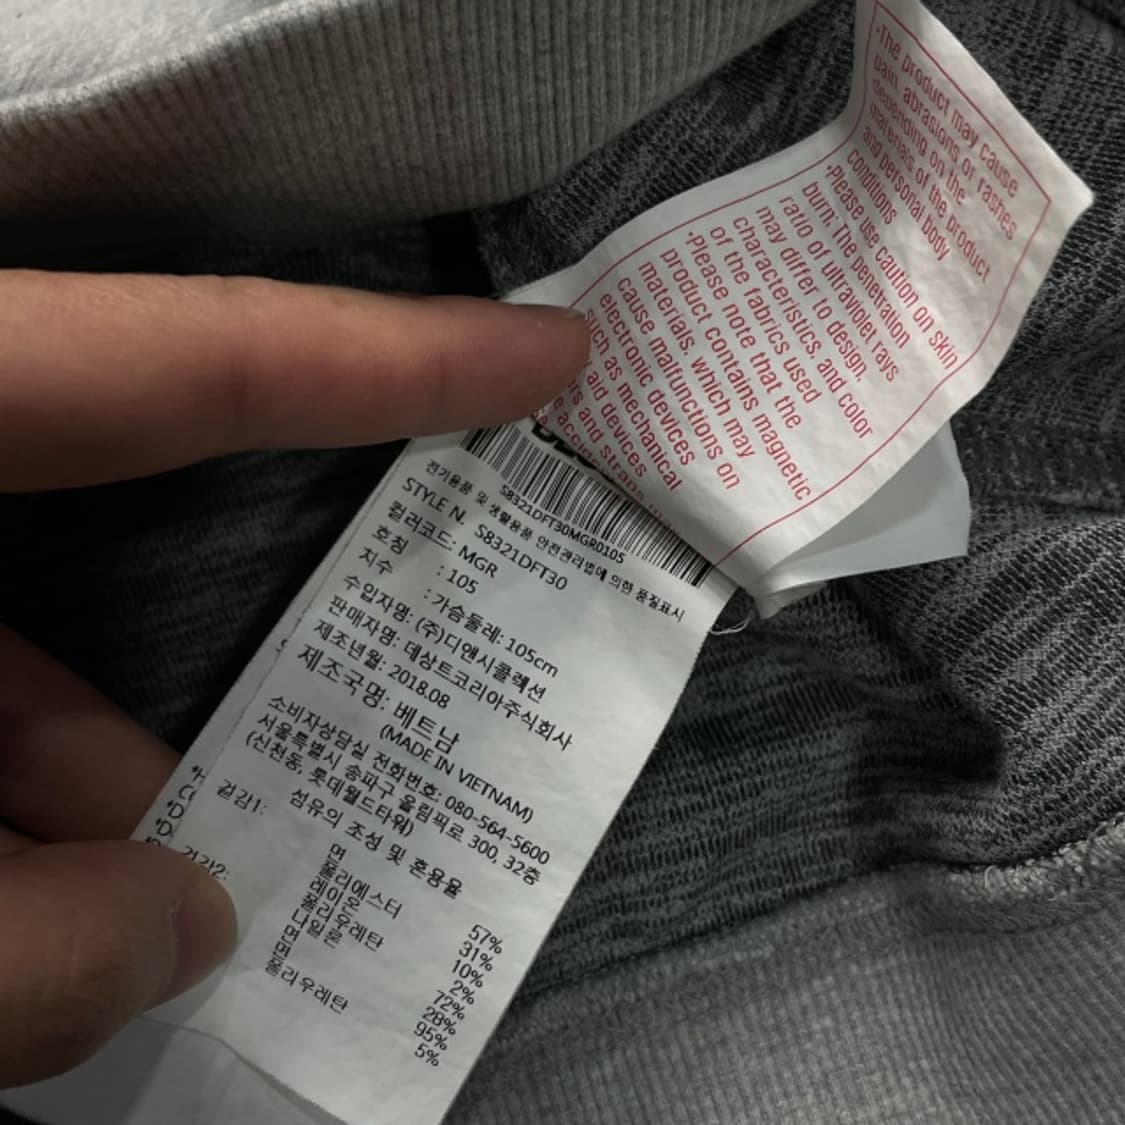 ·The product may cause
pain, abrasions or rashes
depending on the
materials of the product
and personal body
conditions
·Please use caution on skin
burn; The penetration
ratio of ultraviolet rays
may differ to design,
characteristics, and color
of the fabrics used
·Please note that the
product contains magnetic
materials, which may
cause malfunctions on
electronic devices
such as mechanical
aid devices
and
straps
S8321DFT30MGR0105
전기용품 및 생활용품 안전관리법에 의한 품질표시
STYLE N. S8321DFT30
컬러코드: MGR
호칭 : 105
치수 : 가슴둘레: 105cm
수입자명: (주)디앤시콜렉션
판매자명: 데상트코리아주식회사
제조년월: 2018.08
제조국명: 베트남
(MADE IN VIETNAM)
소비자상담실 전화번호: 080-564-5600
서울특별시 송파구 올림픽로 300, 32층
(신천동, 롯데월드타워)
섬유의 조성 및 혼용율
겉감1: 면 57%
폴리에스터 31%
레이온 10%
폴리우레탄 2%
겉감2: 나일론 72%
면 28%
면 95%
폴리우레탄 5%